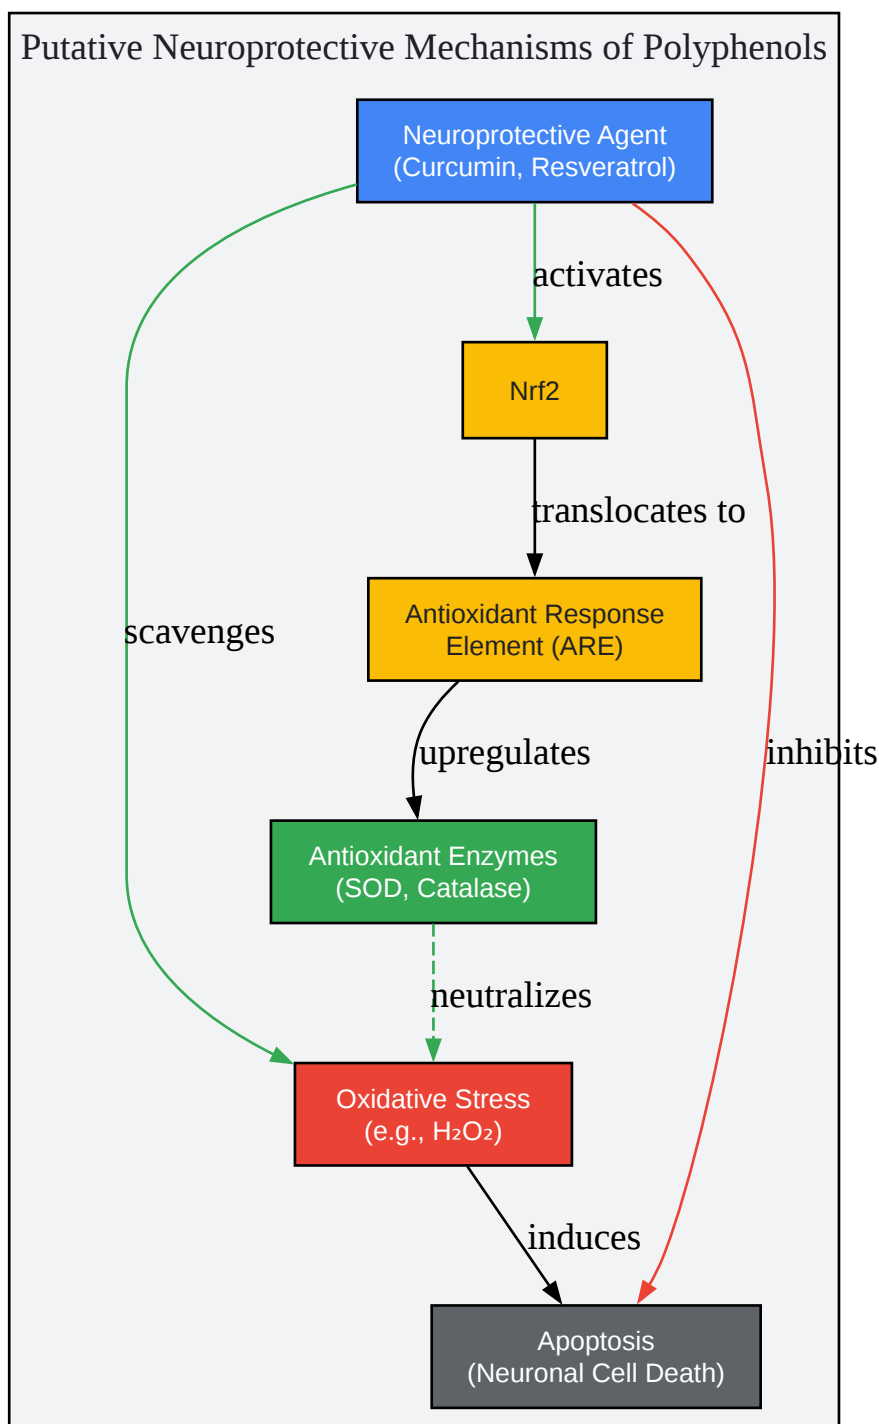 Putative Neuroprotective Mechanisms of Polyphenols
Neuroprotective Agent
(Curcumin, Resveratrol)
activates
Nrf2
translocates to
Antioxidant Response
Element (ARE)
scavenges
upregulates
inhibits
Antioxidant Enzymes
(SOD, Catalase)
neutralizes
Oxidative Stress
(e.g., H₂O₂)
induces
Apoptosis
(Neuronal Cell Death)